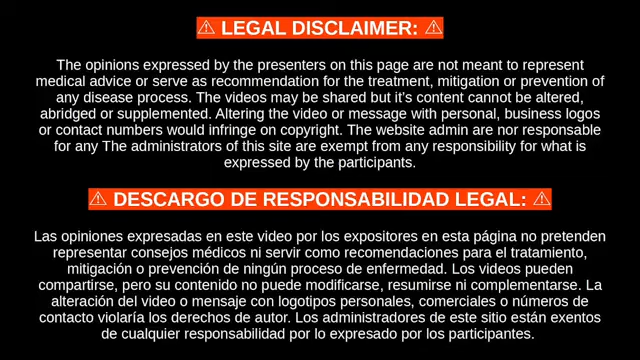 ⚠ LEGAL DISCLAIMER: ⚠
The opinions expressed by the presenters on this page are not meant to represent
medical advice or serve as recommendation for the treatment, mitigation or prevention of
any disease process. The videos may be shared but it's content cannot be altered,
abridged or supplemented. Altering the video or message with personal, business logos
or contact numbers would infringe on copyright. The website admin are nor responsable
for any The administrators of this site are exempt from any responsibility for what is
expressed by the participants.
⚠ DESCARGO DE RESPONSABILIDAD LEGAL: ⚠
Las opiniones expresadas en este video por los expositores en esta página no pretenden
representar consejos médicos ni servir como recomendaciones para el tratamiento,
mitigación o prevención de ningún proceso de enfermedad. Los videos pueden
compartirse, pero su contenido no puede modificarse, resumirse ni complementarse. La
alteración del video o mensaje con logotipos personales, comerciales o números de
contacto violaría los derechos de autor. Los administradores de este sitio están exentos
de cualquier responsabilidad por lo expresado por los participantes.